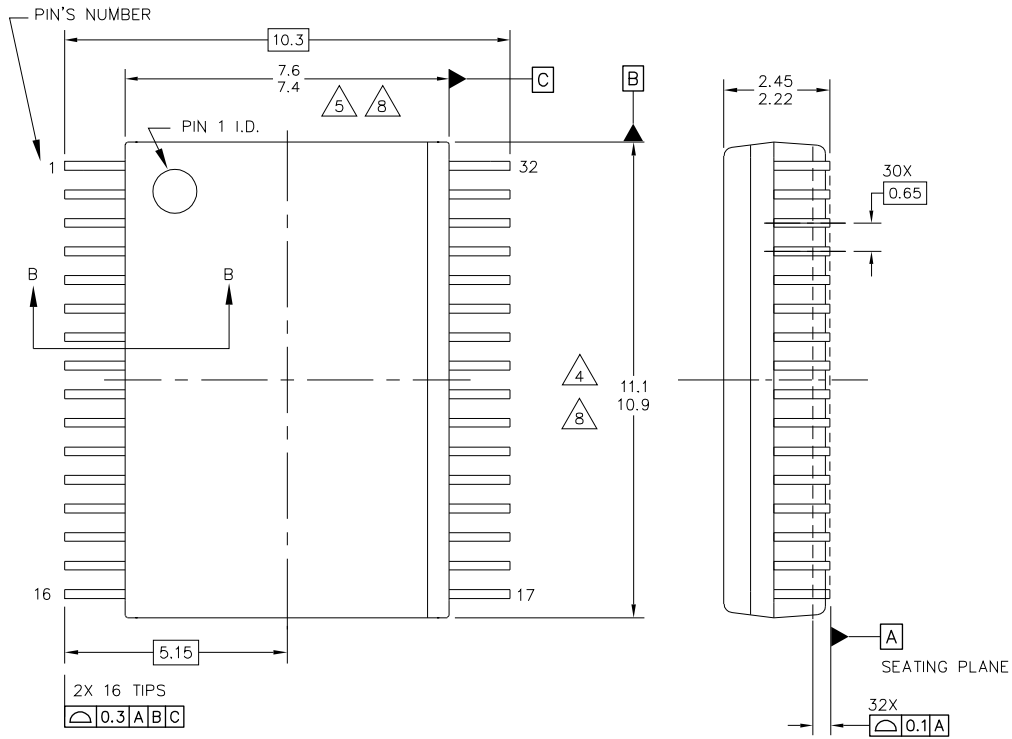 PIN'S NUMBER
10.3
7.6
7.4
5
8
C
B
2.45
2.22
PIN 1 I.D.
1
32
30X
0.65
B
B
4
8
11.1
10.9
16
17
5.15
A
SEATING PLANE
2X 16 TIPS
0.3 A B C
32X
0.1 A